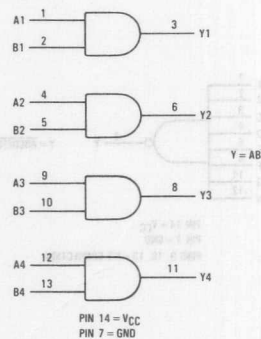 A1 1
3 Y1
B1 2
A2 4
6 Y2
B2 5
Y = AB
A3 9
8 Y3
B3 10
A4 12
11 Y4
B4 13
PIN 14 = VCC
PIN 7 = GND